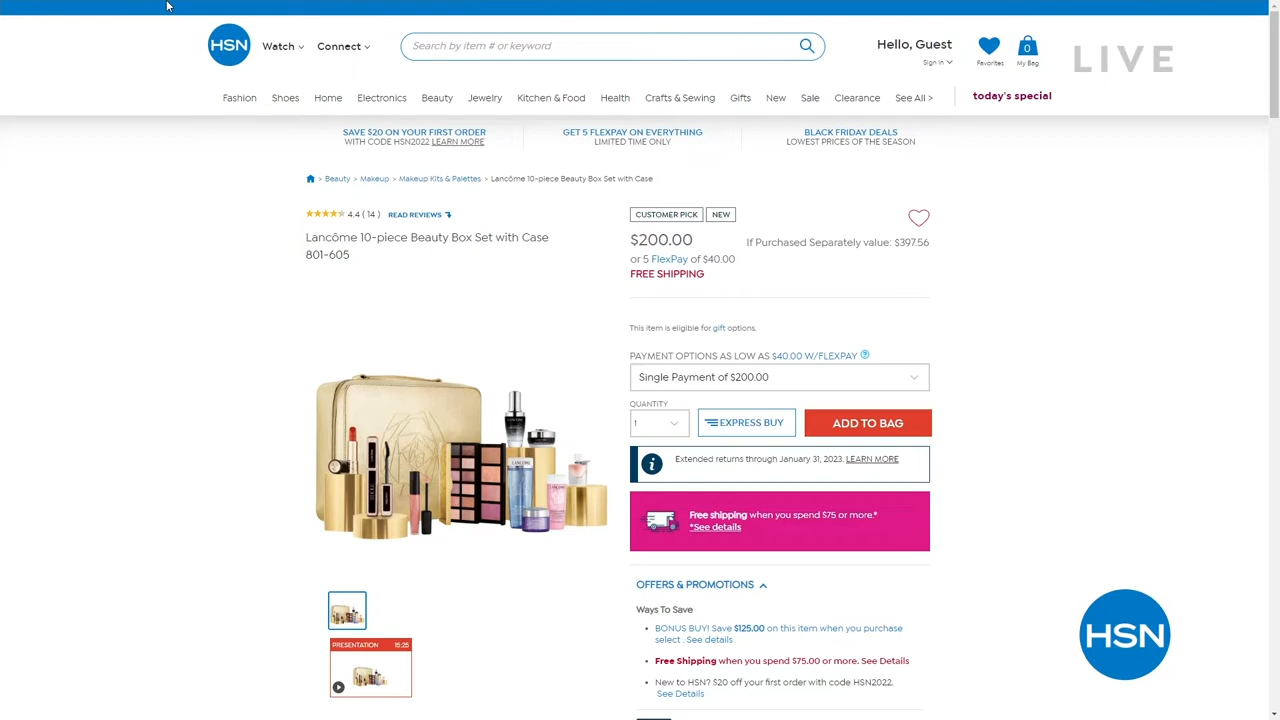 HSN
Watch
Connect
Search by item # or keyword
Hello, Guest
Sign In
Favorites
0
My Bag
LIVE
Fashion
Shoes
Home
Electronics
Beauty
Jewelry
Kitchen & Food
Health
Crafts & Sewing
Gifts
New
Sale
Clearance
See All >
today's special
SAVE $20 ON YOUR FIRST ORDER
WITH CODE HSN2022 LEARN MORE
GET 5 FLEXPAY ON EVERYTHING
LIMITED TIME ONLY
BLACK FRIDAY DEALS
LOWEST PRICES OF THE SEASON
> Beauty > Makeup > Makeup Kits & Palettes > Lancôme 10-piece Beauty Box Set with Case
4.4 ( 14 ) READ REVIEWS
Lancôme 10-piece Beauty Box Set with Case
801-605
CUSTOMER PICK
NEW
$200.00
If Purchased Separately value: $397.56
or 5 FlexPay of $40.00
FREE SHIPPING
This item is eligible for gift options.
PAYMENT OPTIONS AS LOW AS $40.00 W/FLEXPAY ?
Single Payment of $200.00
QUANTITY
1
EXPRESS BUY
ADD TO BAG
i
Extended returns through January 31, 2023. LEARN MORE
Free shipping when you spend $75 or more.*
*See details
OFFERS & PROMOTIONS
Ways To Save
• BONUS BUY! Save $125.00 on this item when you purchase
select . See details
• Free Shipping when you spend $75.00 or more. See Details
• New to HSN? $20 off your first order with code HSN2022.
See Details
PRESENTATION 15:25
HSN